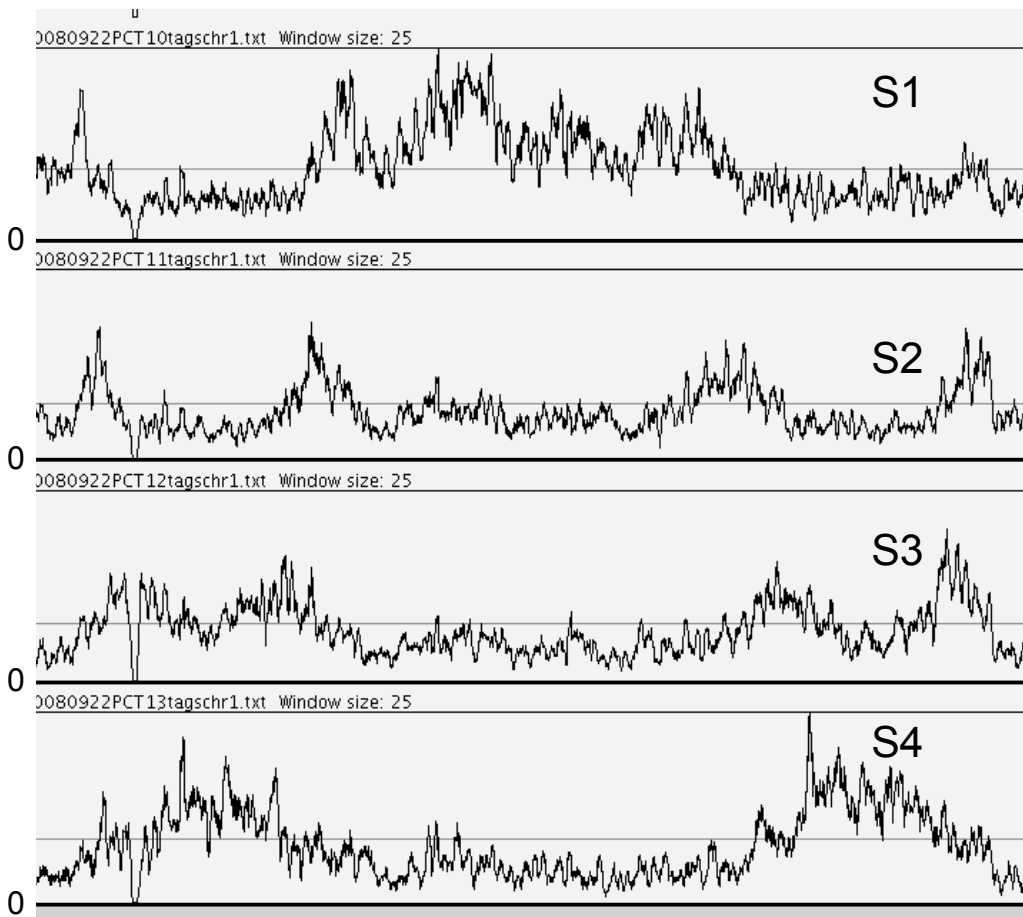 0080922PCT10tagschr1.txt Window size: 25
S1
0
0080922PCT11tagschr1.txt Window size: 25
S2
0
0080922PCT12tagschr1.txt Window size: 25
S3
0
0080922PCT13tagschr1.txt Window size: 25
S4
0